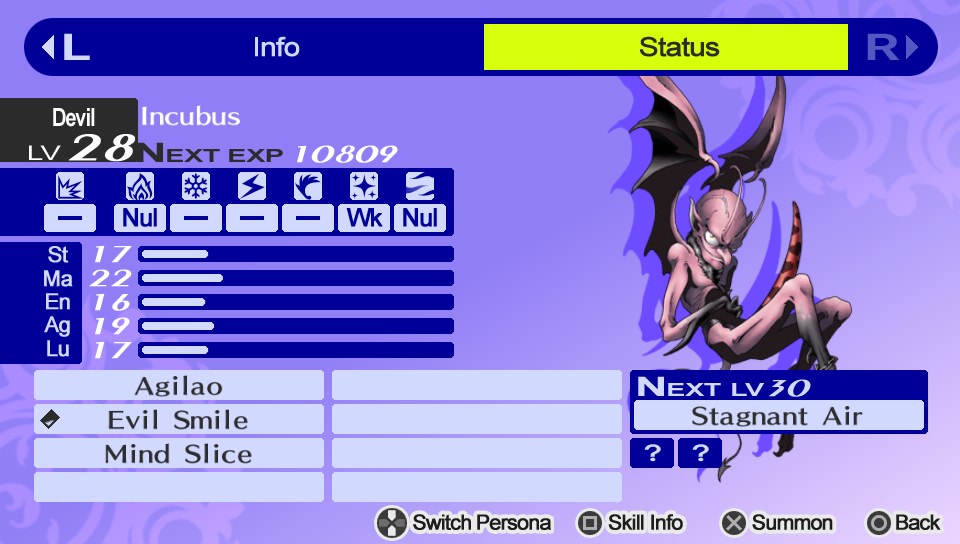 L Info Status R
Devil Incubus
LV 28 NEXT EXP 10809
— Nul — — — Wk Nul
St 17
Ma 22
En 16
Ag 19
Lu 17
Agilao
Evil Smile
Mind Slice
NEXT LV 30
Stagnant Air
? ?
Switch Persona Skill Info Summon Back